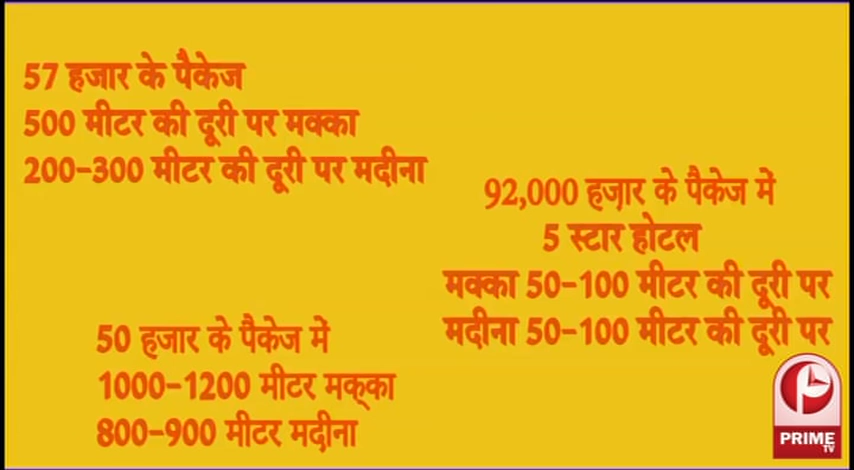 57 हजार के पैकेज
500 मीटर की दूरी पर मक्का
200-300 मीटर की दूरी पर मदीना
92,000 हज़ार के पैकेज में
5 स्टार होटल
मक्का 50-100 मीटर की दूरी पर
मदीना 50-100 मीटर की दूरी पर
50 हजार के पैकेज में
1000-1200 मीटर मक्‌का
800-900 मीटर मदीना
PRIME
TV